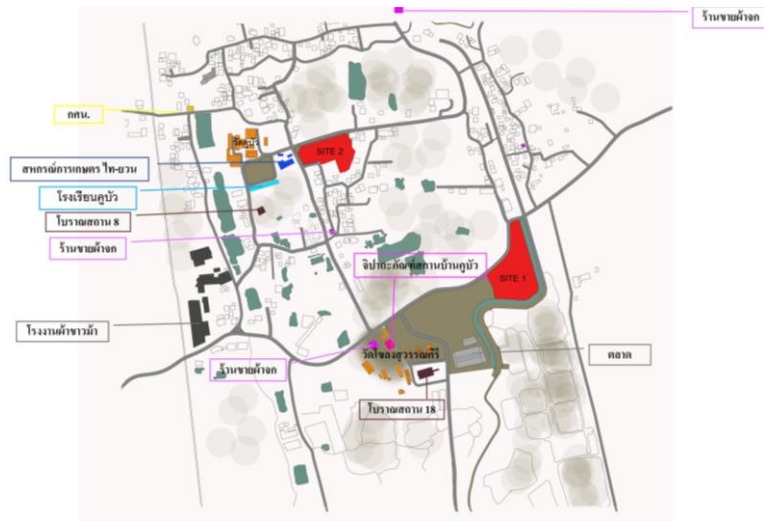 ร้านขายผ้าจก
กศน.
วัดคูบัว
SITE 2
สหกรณ์การเกษตร ไท-ยวน
โรงเรียนคูบัว
โบราณสถาน 8
ร้านขายผ้าจก
จิปาถะภัณฑ์สถานบ้านคูบัว
SITE 1
โรงงานผ้าขาวม้า
วัดโขลงสุวรรณคีรี
ตลาด
ร้านขายผ้าจก
โบราณสถาน 18